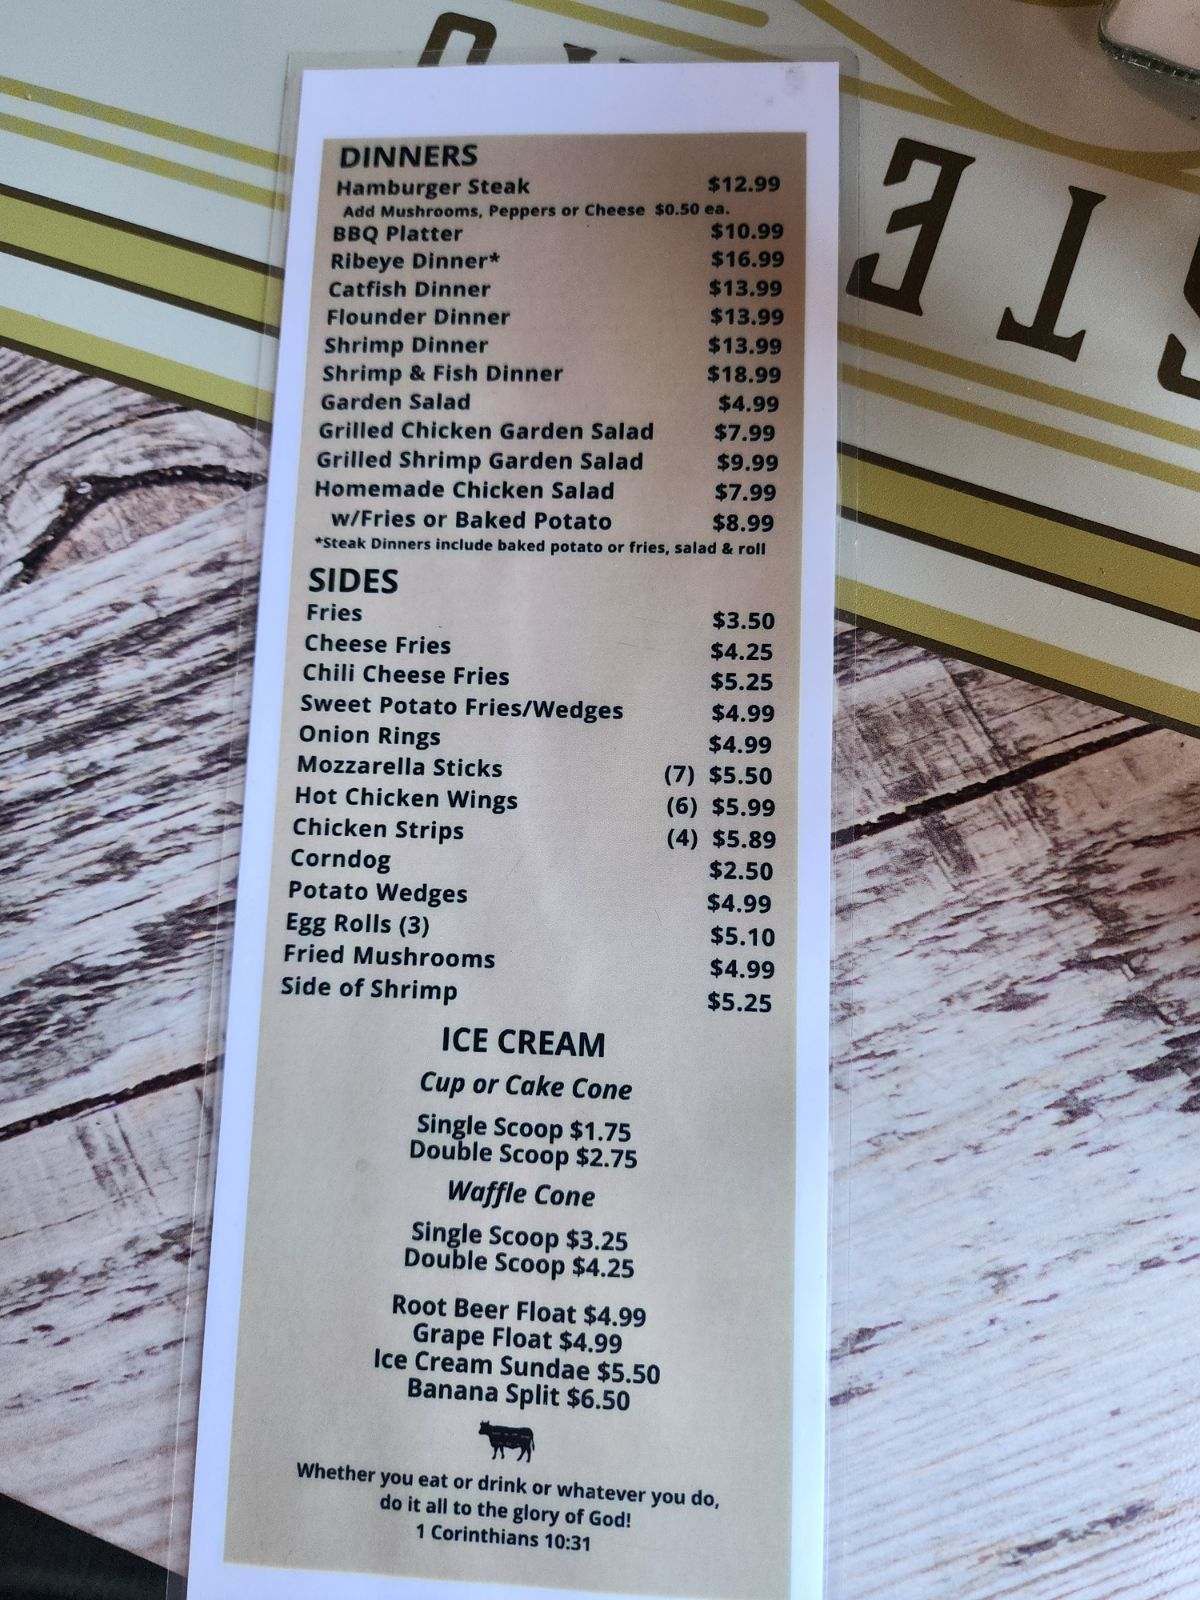 DINNERS
Hamburger Steak $12.99
Add Mushrooms, Peppers or Cheese $0.50 ea.
BBQ Platter $10.99
Ribeye Dinner* $16.99
Catfish Dinner $13.99
Flounder Dinner $13.99
Shrimp Dinner $13.99
Shrimp & Fish Dinner $18.99
Garden Salad $4.99
Grilled Chicken Garden Salad $7.99
Grilled Shrimp Garden Salad $9.99
Homemade Chicken Salad $7.99
w/Fries or Baked Potato $8.99
*Steak Dinners include baked potato or fries, salad & roll
SIDES
Fries $3.50
Cheese Fries $4.25
Chili Cheese Fries $5.25
Sweet Potato Fries/Wedges $4.99
Onion Rings $4.99
Mozzarella Sticks (7) $5.50
Hot Chicken Wings (6) $5.99
Chicken Strips (4) $5.89
Corndog $2.50
Potato Wedges $4.99
Egg Rolls (3) $5.10
Fried Mushrooms $4.99
Side of Shrimp $5.25
ICE CREAM
Cup or Cake Cone
Single Scoop $1.75
Double Scoop $2.75
Waffle Cone
Single Scoop $3.25
Double Scoop $4.25
Root Beer Float $4.99
Grape Float $4.99
Ice Cream Sundae $5.50
Banana Split $6.50
Whether you eat or drink or whatever you do,
do it all to the glory of God!
1 Corinthians 10:31